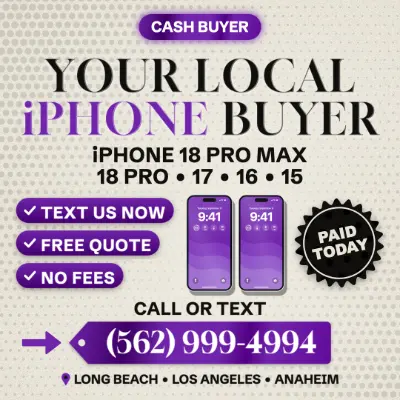 CASH BUYER
YOUR LOCAL
iPHONE BUYER
iPHONE 18 PRO MAX
18 PRO • 17 • 16 • 15
TEXT US NOW
FREE QUOTE
NO FEES
9:41
9:41
PAID
TODAY
CALL OR TEXT
(562) 999-4994
LONG BEACH • LOS ANGELES • ANAHEIM